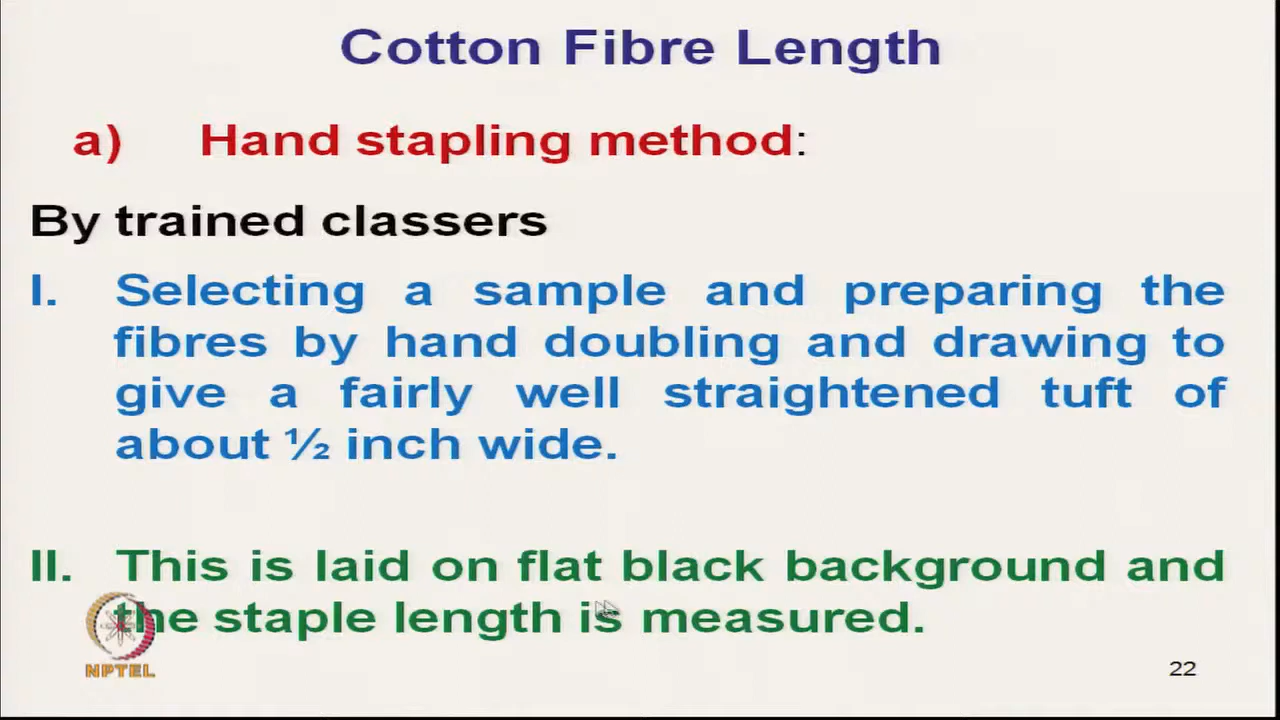 Cotton Fibre Length
a) Hand stapling method:
By trained classers
I. Selecting a sample and preparing the
fibres by hand doubling and drawing to
give a fairly well straightened tuft of
about ½ inch wide.
II. This is laid on flat black background and
the staple length is measured.
NPTEL
22